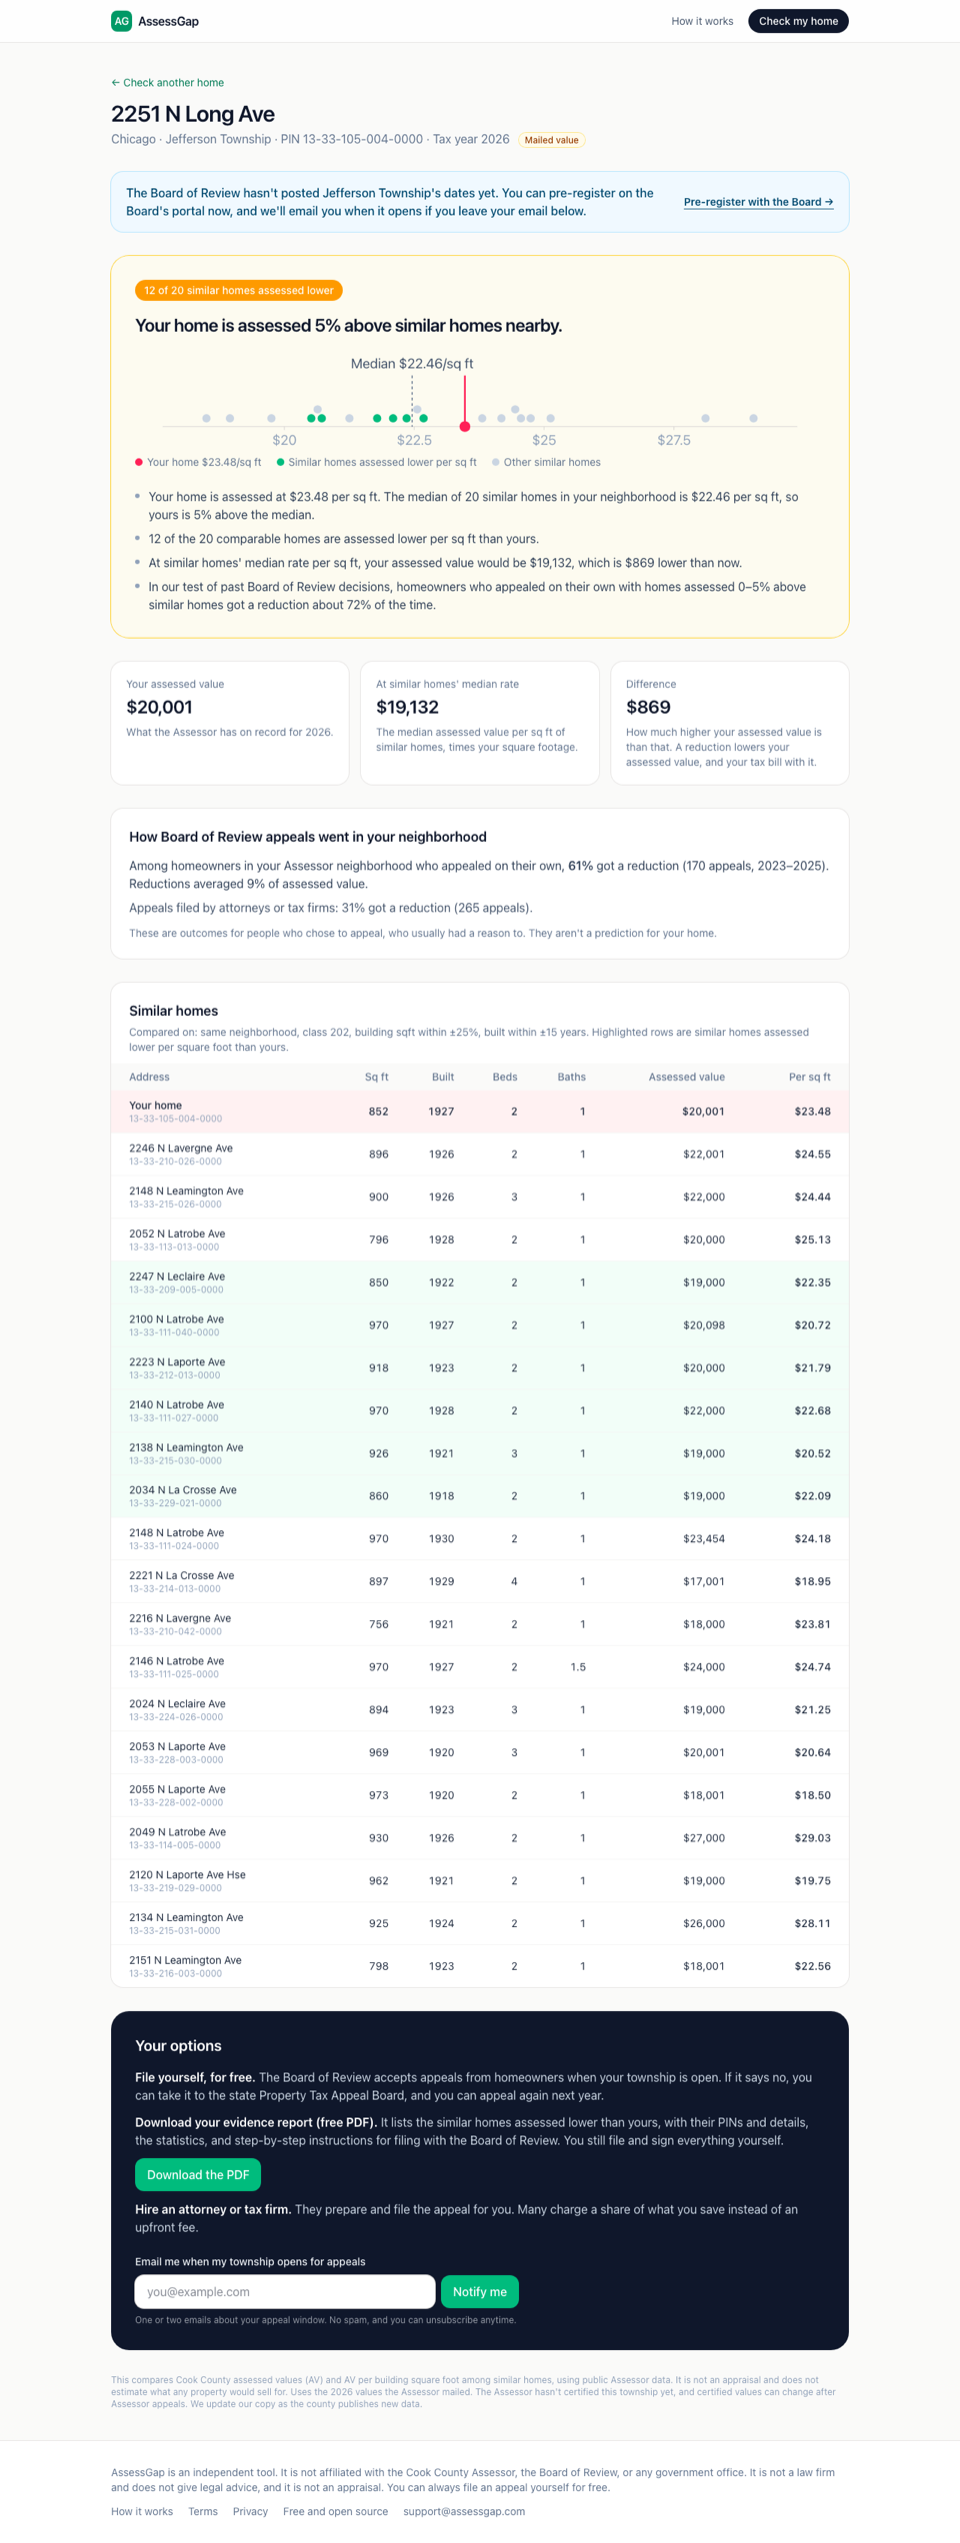 AG AssessGap
How it works
Check my home
← Check another home
2251 N Long Ave
Chicago · Jefferson Township · PIN 13-33-105-004-0000 · Tax year 2026 Mailed value
The Board of Review hasn't posted Jefferson Township's dates yet. You can pre-register on the
Board's portal now, and we'll email you when it opens if you leave your email below.
Pre-register with the Board →
12 of 20 similar homes assessed lower
Your home is assessed 5% above similar homes nearby.
Median $22.46/sq ft
$20 $22.5 $25 $27.5
Your home $23.48/sq ft Similar homes assessed lower per sq ft Other similar homes
• Your home is assessed at $23.48 per sq ft. The median of 20 similar homes in your neighborhood is $22.46 per sq ft, so
yours is 5% above the median.
• 12 of the 20 comparable homes are assessed lower per sq ft than yours.
• At similar homes' median rate per sq ft, your assessed value would be $19,132, which is $869 lower than now.
• In our test of past Board of Review decisions, homeowners who appealed on their own with homes assessed 0–5% above
similar homes got a reduction about 72% of the time.
Your assessed value
$20,001
What the Assessor has on record for 2026.
At similar homes' median rate
$19,132
The median assessed value per sq ft of
similar homes, times your square footage.
Difference
$869
How much higher your assessed value is
than that. A reduction lowers your
assessed value, and your tax bill with it.
How Board of Review appeals went in your neighborhood
Among homeowners in your Assessor neighborhood who appealed on their own, 61% got a reduction (170 appeals, 2023–2025).
Reductions averaged 9% of assessed value.
Appeals filed by attorneys or tax firms: 31% got a reduction (265 appeals).
These are outcomes for people who chose to appeal, who usually had a reason to. They aren't a prediction for your home.
Similar homes
Compared on: same neighborhood, class 202, building sqft within ±25%, built within ±15 years. Highlighted rows are similar homes assessed
lower per square foot than yours.
Address Sq ft Built Beds Baths Assessed value Per sq ft
Your home 852 1927 2 1 $20,001 $23.48
13-33-105-004-0000
2246 N Lavergne Ave 896 1926 2 1 $22,001 $24.55
13-33-210-026-0000
2148 N Leamington Ave 900 1926 3 1 $22,000 $24.44
13-33-215-026-0000
2052 N Latrobe Ave 796 1928 2 1 $20,000 $25.13
13-33-113-013-0000
2247 N Leclaire Ave 850 1922 2 1 $19,000 $22.35
13-33-209-005-0000
2100 N Latrobe Ave 970 1927 2 1 $20,098 $20.72
13-33-111-040-0000
2223 N Laporte Ave 918 1923 2 1 $20,000 $21.79
13-33-212-013-0000
2140 N Latrobe Ave 970 1928 2 1 $22,000 $22.68
13-33-111-027-0000
2138 N Leamington Ave 926 1921 3 1 $19,000 $20.52
13-33-215-030-0000
2034 N La Crosse Ave 860 1918 2 1 $19,000 $22.09
13-33-229-021-0000
2148 N Latrobe Ave 970 1930 2 1 $23,454 $24.18
13-33-111-024-0000
2221 N La Crosse Ave 897 1929 4 1 $17,001 $18.95
13-33-214-013-0000
2216 N Lavergne Ave 756 1921 2 1 $18,000 $23.81
13-33-210-042-0000
2146 N Latrobe Ave 970 1927 2 1.5 $24,000 $24.74
13-33-111-025-0000
2024 N Leclaire Ave 894 1923 3 1 $19,000 $21.25
13-33-224-026-0000
2053 N Laporte Ave 969 1920 3 1 $20,001 $20.64
13-33-228-003-0000
2055 N Laporte Ave 973 1920 2 1 $18,001 $18.50
13-33-228-002-0000
2049 N Latrobe Ave 930 1926 2 1 $27,000 $29.03
13-33-114-005-0000
2120 N Laporte Ave Hse 962 1921 2 1 $19,000 $19.75
13-33-219-029-0000
2134 N Leamington Ave 925 1924 2 1 $26,000 $28.11
13-33-215-031-0000
2151 N Leamington Ave 798 1923 2 1 $18,001 $22.56
13-33-216-003-0000
Your options
File yourself, for free. The Board of Review accepts appeals from homeowners when your township is open. If it says no, you
can take it to the state Property Tax Appeal Board, and you can appeal again next year.
Download your evidence report (free PDF). It lists the similar homes assessed lower than yours, with their PINs and details,
the statistics, and step-by-step instructions for filing with the Board of Review. You still file and sign everything yourself.
Download the PDF
Hire an attorney or tax firm. They prepare and file the appeal for you. Many charge a share of what you save instead of an
upfront fee.
Email me when my township opens for appeals
you@example.com Notify me
One or two emails about your appeal window. No spam, and you can unsubscribe anytime.
This compares Cook County assessed values (AV) and AV per building square foot among similar homes, using public Assessor data. It is not an appraisal and does not
estimate what any property would sell for. Uses the 2026 values the Assessor mailed. The Assessor hasn't certified this township yet, and certified values can change after
Assessor appeals. We update our copy as the county publishes new data.
AssessGap is an independent tool. It is not affiliated with the Cook County Assessor, the Board of Review, or any government office. It is not a law firm
and does not give legal advice, and it is not an appraisal. You can always file an appeal yourself for free.
How it works Terms Privacy Free and open source support@assessgap.com